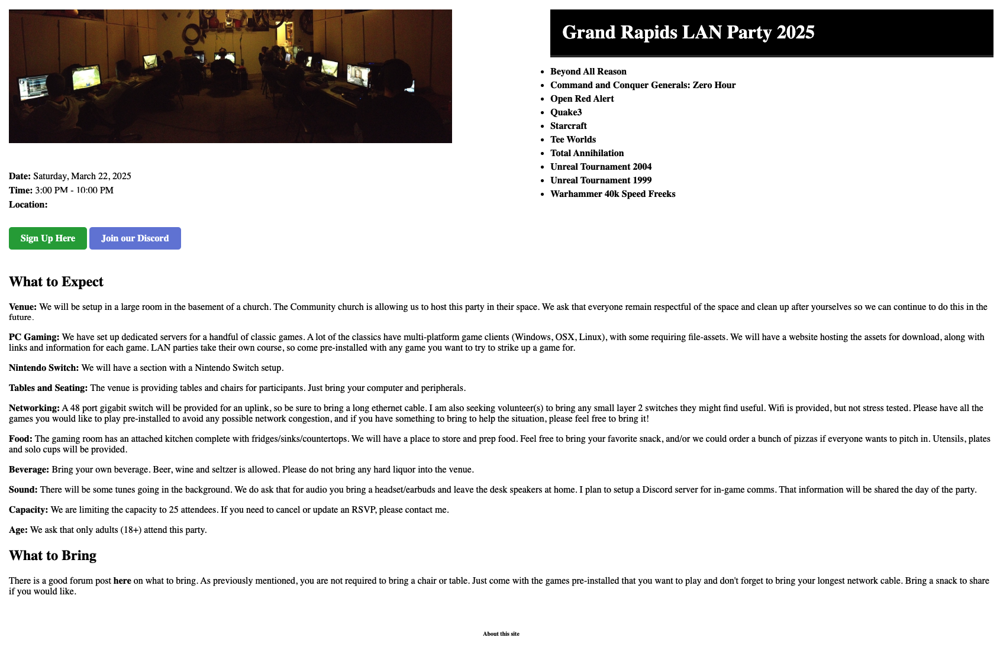 Grand Rapids LAN Party 2025
Beyond All Reason
Command and Conquer Generals: Zero Hour
Open Red Alert
Quake3
Starcraft
Tee Worlds
Total Annihilation
Unreal Tournament 2004
Unreal Tournament 1999
Warhammer 40k Speed Freeks
Date: Saturday, March 22, 2025
Time: 3:00 PM - 10:00 PM
Location:
Sign Up Here
Join our Discord
What to Expect
Venue: We will be setup in a large room in the basement of a church. The Community church is allowing us to host this party in their space. We ask that everyone remain respectful of the space and clean up after yourselves so we can continue to do this in the
future.
PC Gaming: We have set up dedicated servers for a handful of classic games. A lot of the classics have multi-platform game clients (Windows, OSX, Linux), with some requiring file-assets. We will have a website hosting the assets for download, along with
links and information for each game. LAN parties take their own course, so come pre-installed with any game you want to try to strike up a game for.
Nintendo Switch: We will have a section with a Nintendo Switch setup.
Tables and Seating: The venue is providing tables and chairs for participants. Just bring your computer and peripherals.
Networking: A 48 port gigabit switch will be provided for an uplink, so be sure to bring a long ethernet cable. I am also seeking volunteer(s) to bring any small layer 2 switches they might find useful. Wifi is provided, but not stress tested. Please have all the
games you would like to play pre-installed to avoid any possible network congestion, and if you have something to bring to help the situation, please feel free to bring it!
Food: The gaming room has an attached kitchen complete with fridges/sinks/countertops. We will have a place to store and prep food. Feel free to bring your favorite snack, and/or we could order a bunch of pizzas if everyone wants to pitch in. Utensils, plates
and solo cups will be provided.
Beverage: Bring your own beverage. Beer, wine and seltzer is allowed. Please do not bring any hard liquor into the venue.
Sound: There will be some tunes going in the background. We do ask that for audio you bring a headset/earbuds and leave the desk speakers at home. I plan to setup a Discord server for in-game comms. That information will be shared the day of the party.
Capacity: We are limiting the capacity to 25 attendees. If you need to cancel or update an RSVP, please contact me.
Age: We ask that only adults (18+) attend this party.
What to Bring
There is a good forum post here on what to bring. As previously mentioned, you are not required to bring a chair or table. Just come with the games pre-installed that you want to play and don't forget to bring your longest network cable. Bring a snack to share
if you would like.
About this site